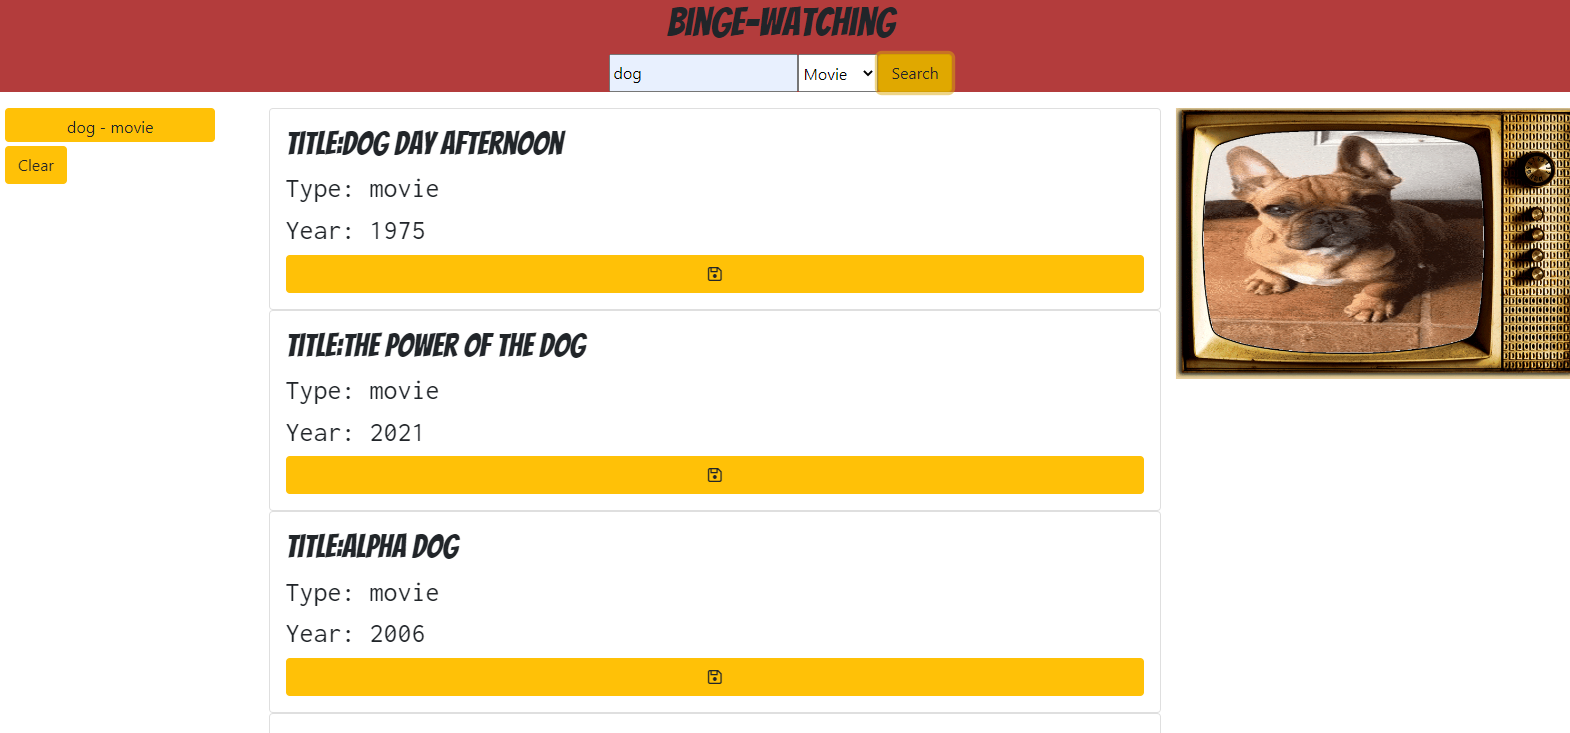 BINGE-WATCHING
dog Movie Search
dog - movie
Clear
TITLE:DOG DAY AFTERNOON
Type: movie
Year: 1975
TITLE:THE POWER OF THE DOG
Type: movie
Year: 2021
TITLE:ALPHA DOG
Type: movie
Year: 2006